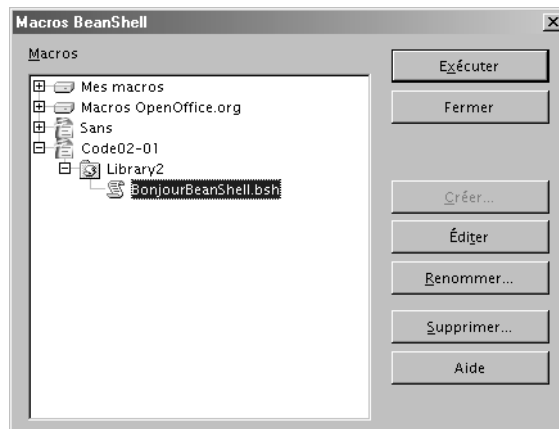 Macros BeanShell
Macros
Mes macros
Macros OpenOffice.org
Sans
Code02-01
Library2
BonjourBeanShell.bsh
Exécuter
Fermer
Créer...
Éditer
Renommer...
Supprimer...
Aide